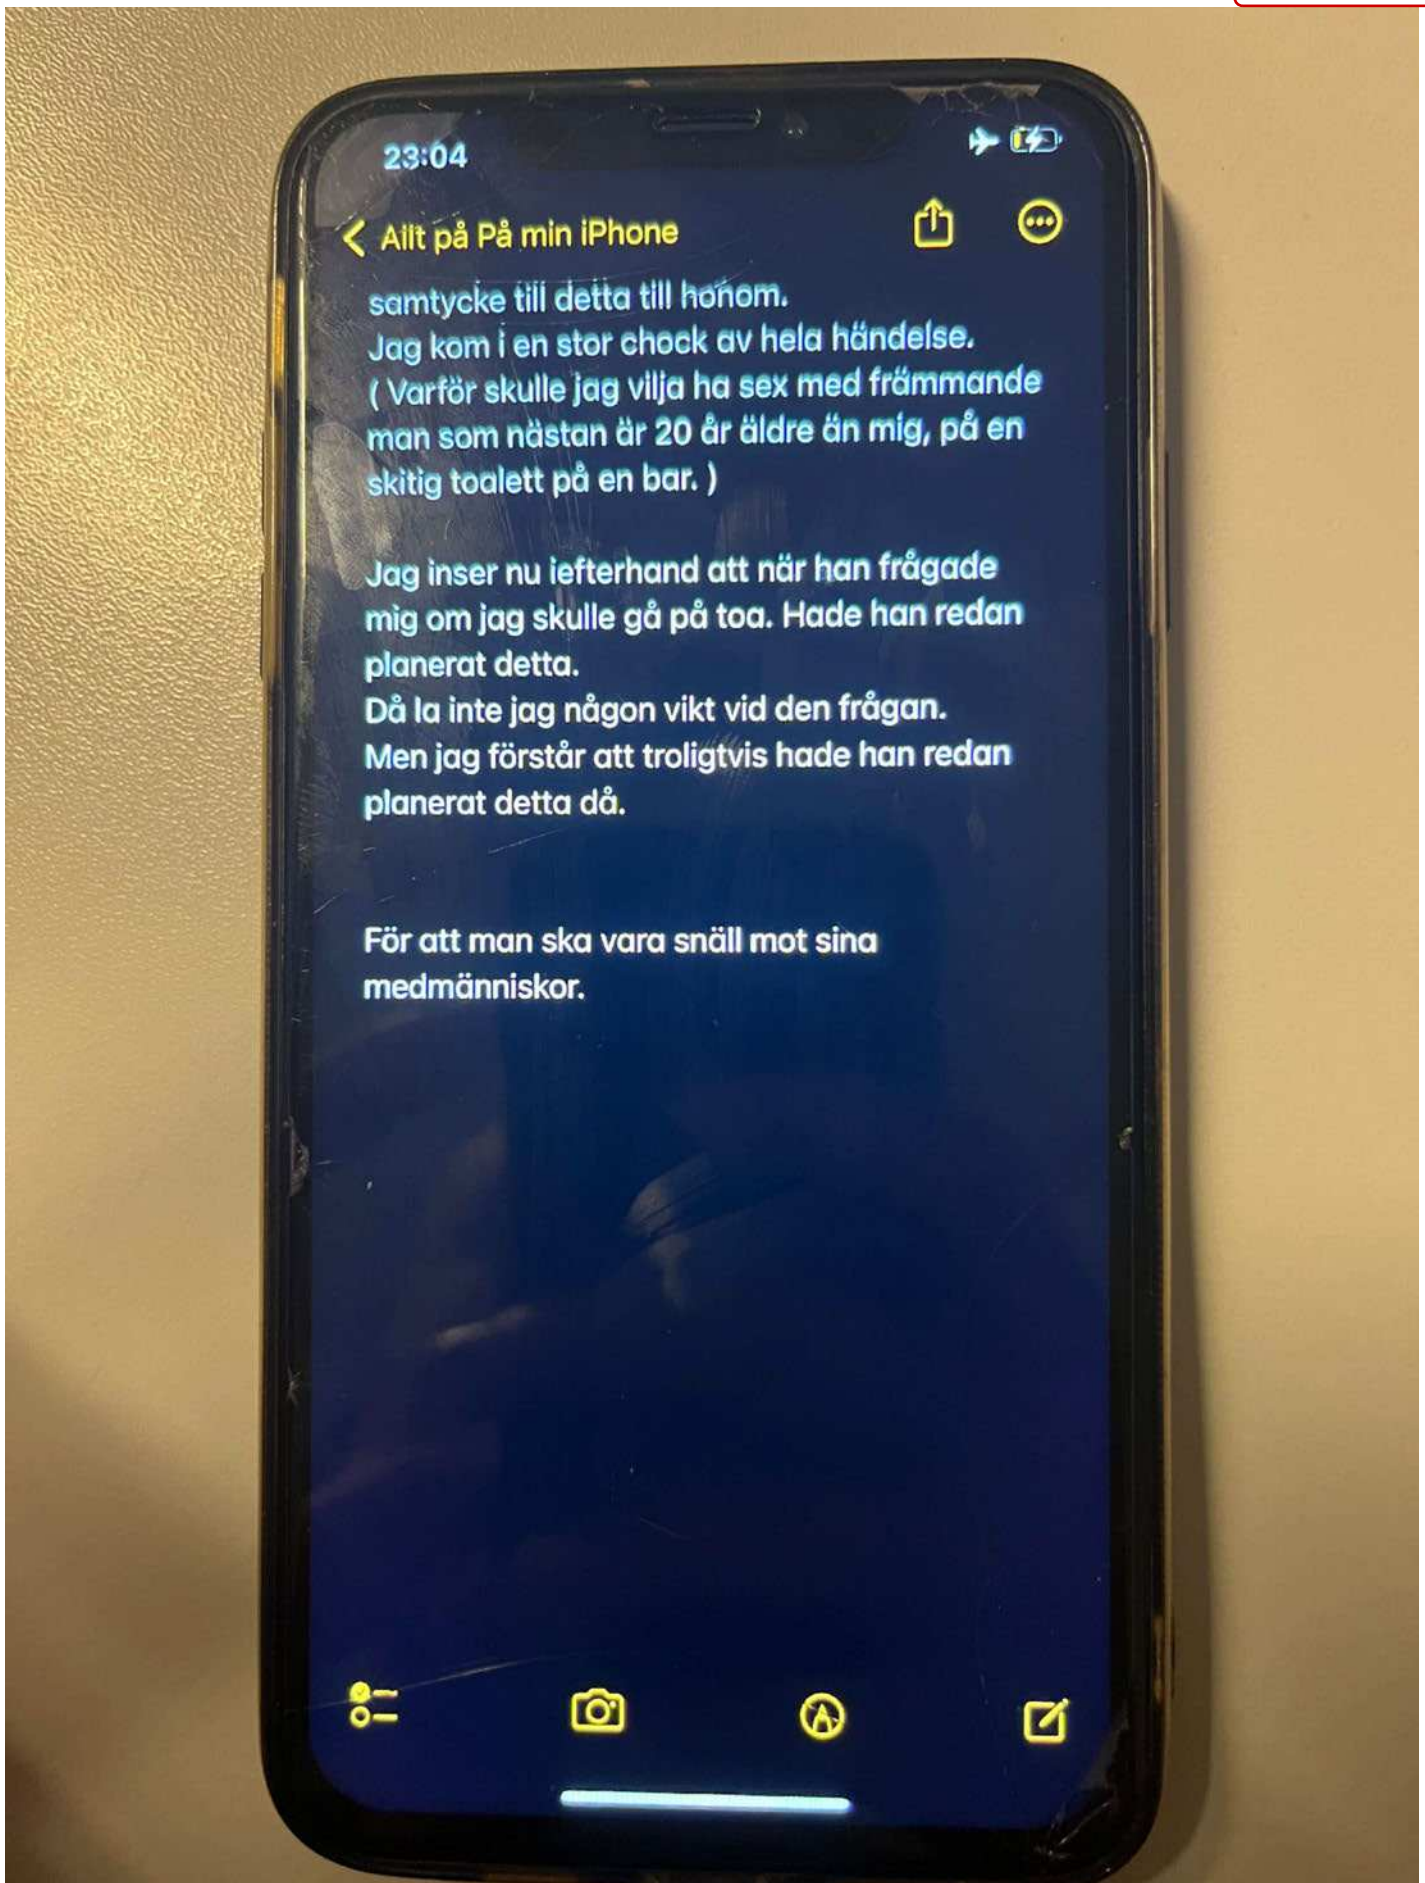 23:04
Allt på På min iPhone
samtycke till detta till honom.
Jag kom i en stor chock av hela händelse.
( Varför skulle jag vilja ha sex med främmande
man som nästan är 20 år äldre än mig, på en
skitig toalett på en bar. )
Jag inser nu iefterhand att när han frågade
mig om jag skulle gå på toa. Hade han redan
planerat detta.
Då la inte jag någon vikt vid den frågan.
Men jag förstår att troligtvis hade han redan
planerat detta då.
För att man ska vara snäll mot sina
medmänniskor.